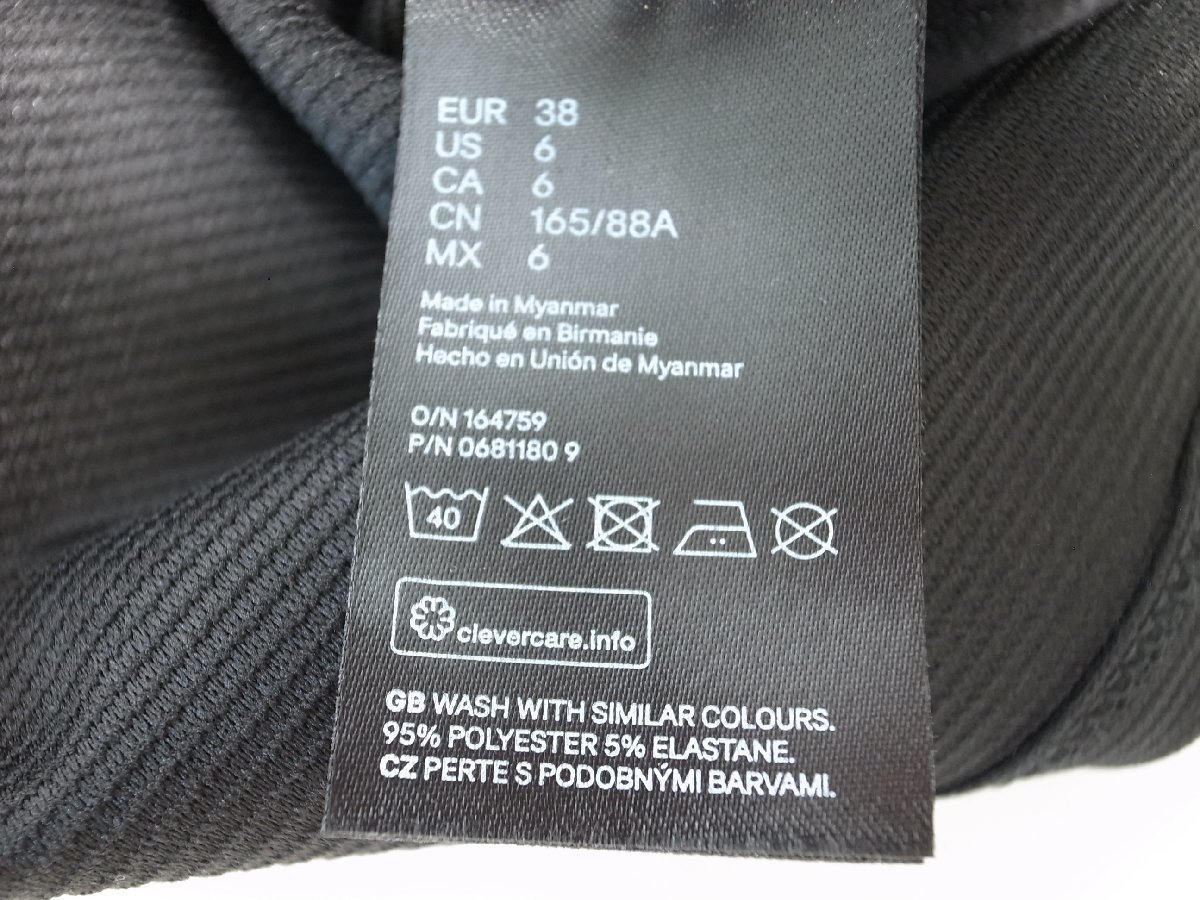 EUR 38
US 6
CA 6
CN 165/88A
MX 6
Made in Myanmar
Fabriqué en Birmanie
Hecho en Unión de Myanmar
O/N 164759
P/N 0681180 9
40
clevercare.info
GB WASH WITH SIMILAR COLOURS.
95% POLYESTER 5% ELASTANE.
CZ PERTE S PODOBNÝMI BARVAMI.